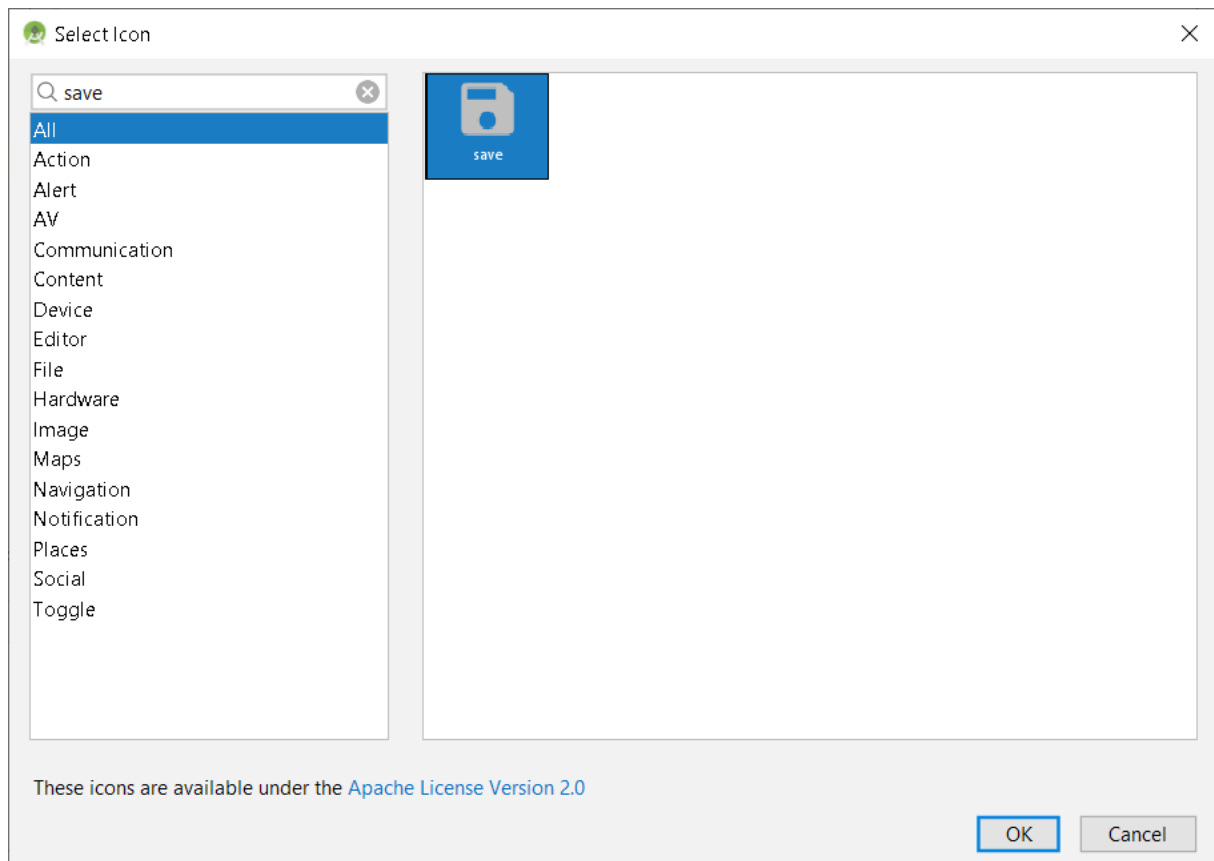 Select Icon
save
All
Action
Alert
AV
Communication
Content
Device
Editor
File
Hardware
Image
Maps
Navigation
Notification
Places
Social
Toggle
save
These icons are available under the Apache License Version 2.0
OK
Cancel